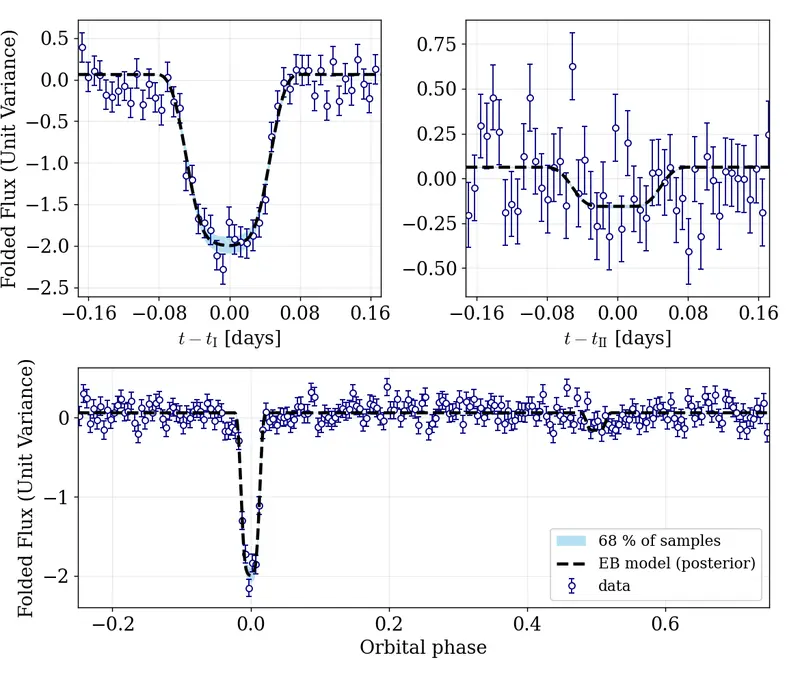 Folded Flux (Unit Variance)
0.5
0.0
−0.5
−1.0
−1.5
−2.0
−2.5
−0.16 −0.08 0.00 0.08 0.16
t − tI [days]
0.75
0.50
0.25
0.00
−0.25
−0.50
−0.16 −0.08 0.00 0.08 0.16
t − tII [days]
Folded Flux (Unit Variance)
0
−1
−2
68 % of samples
EB model (posterior)
data
−0.2 0.0 0.2 0.4 0.6
Orbital phase